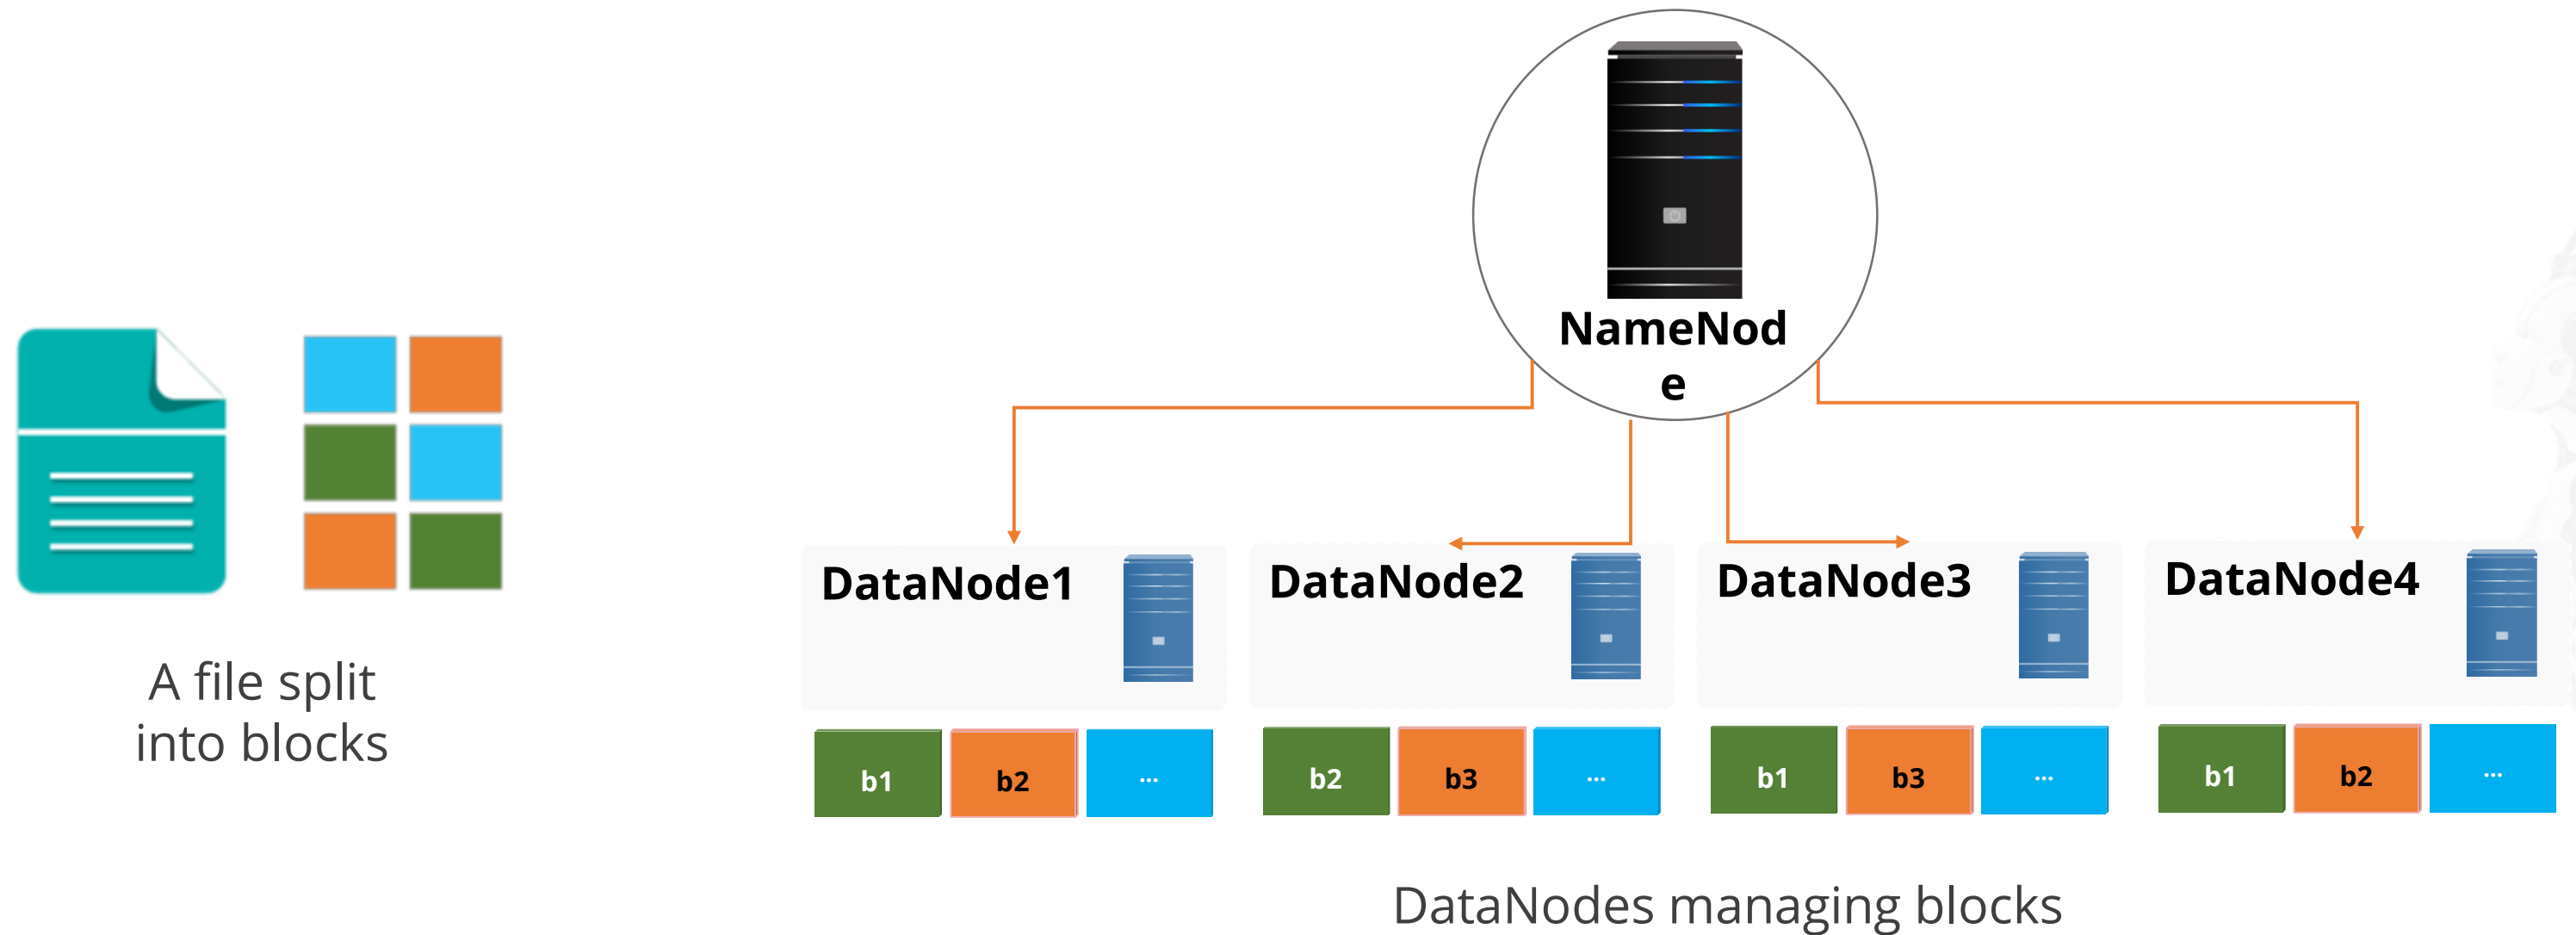 NameNod
e
A file split
into blocks
DataNode1
DataNode2
DataNode3
DataNode4
b1 b2 ... b2 b3 ... b1 b3 ... b1 b2 ...
DataNodes managing blocks